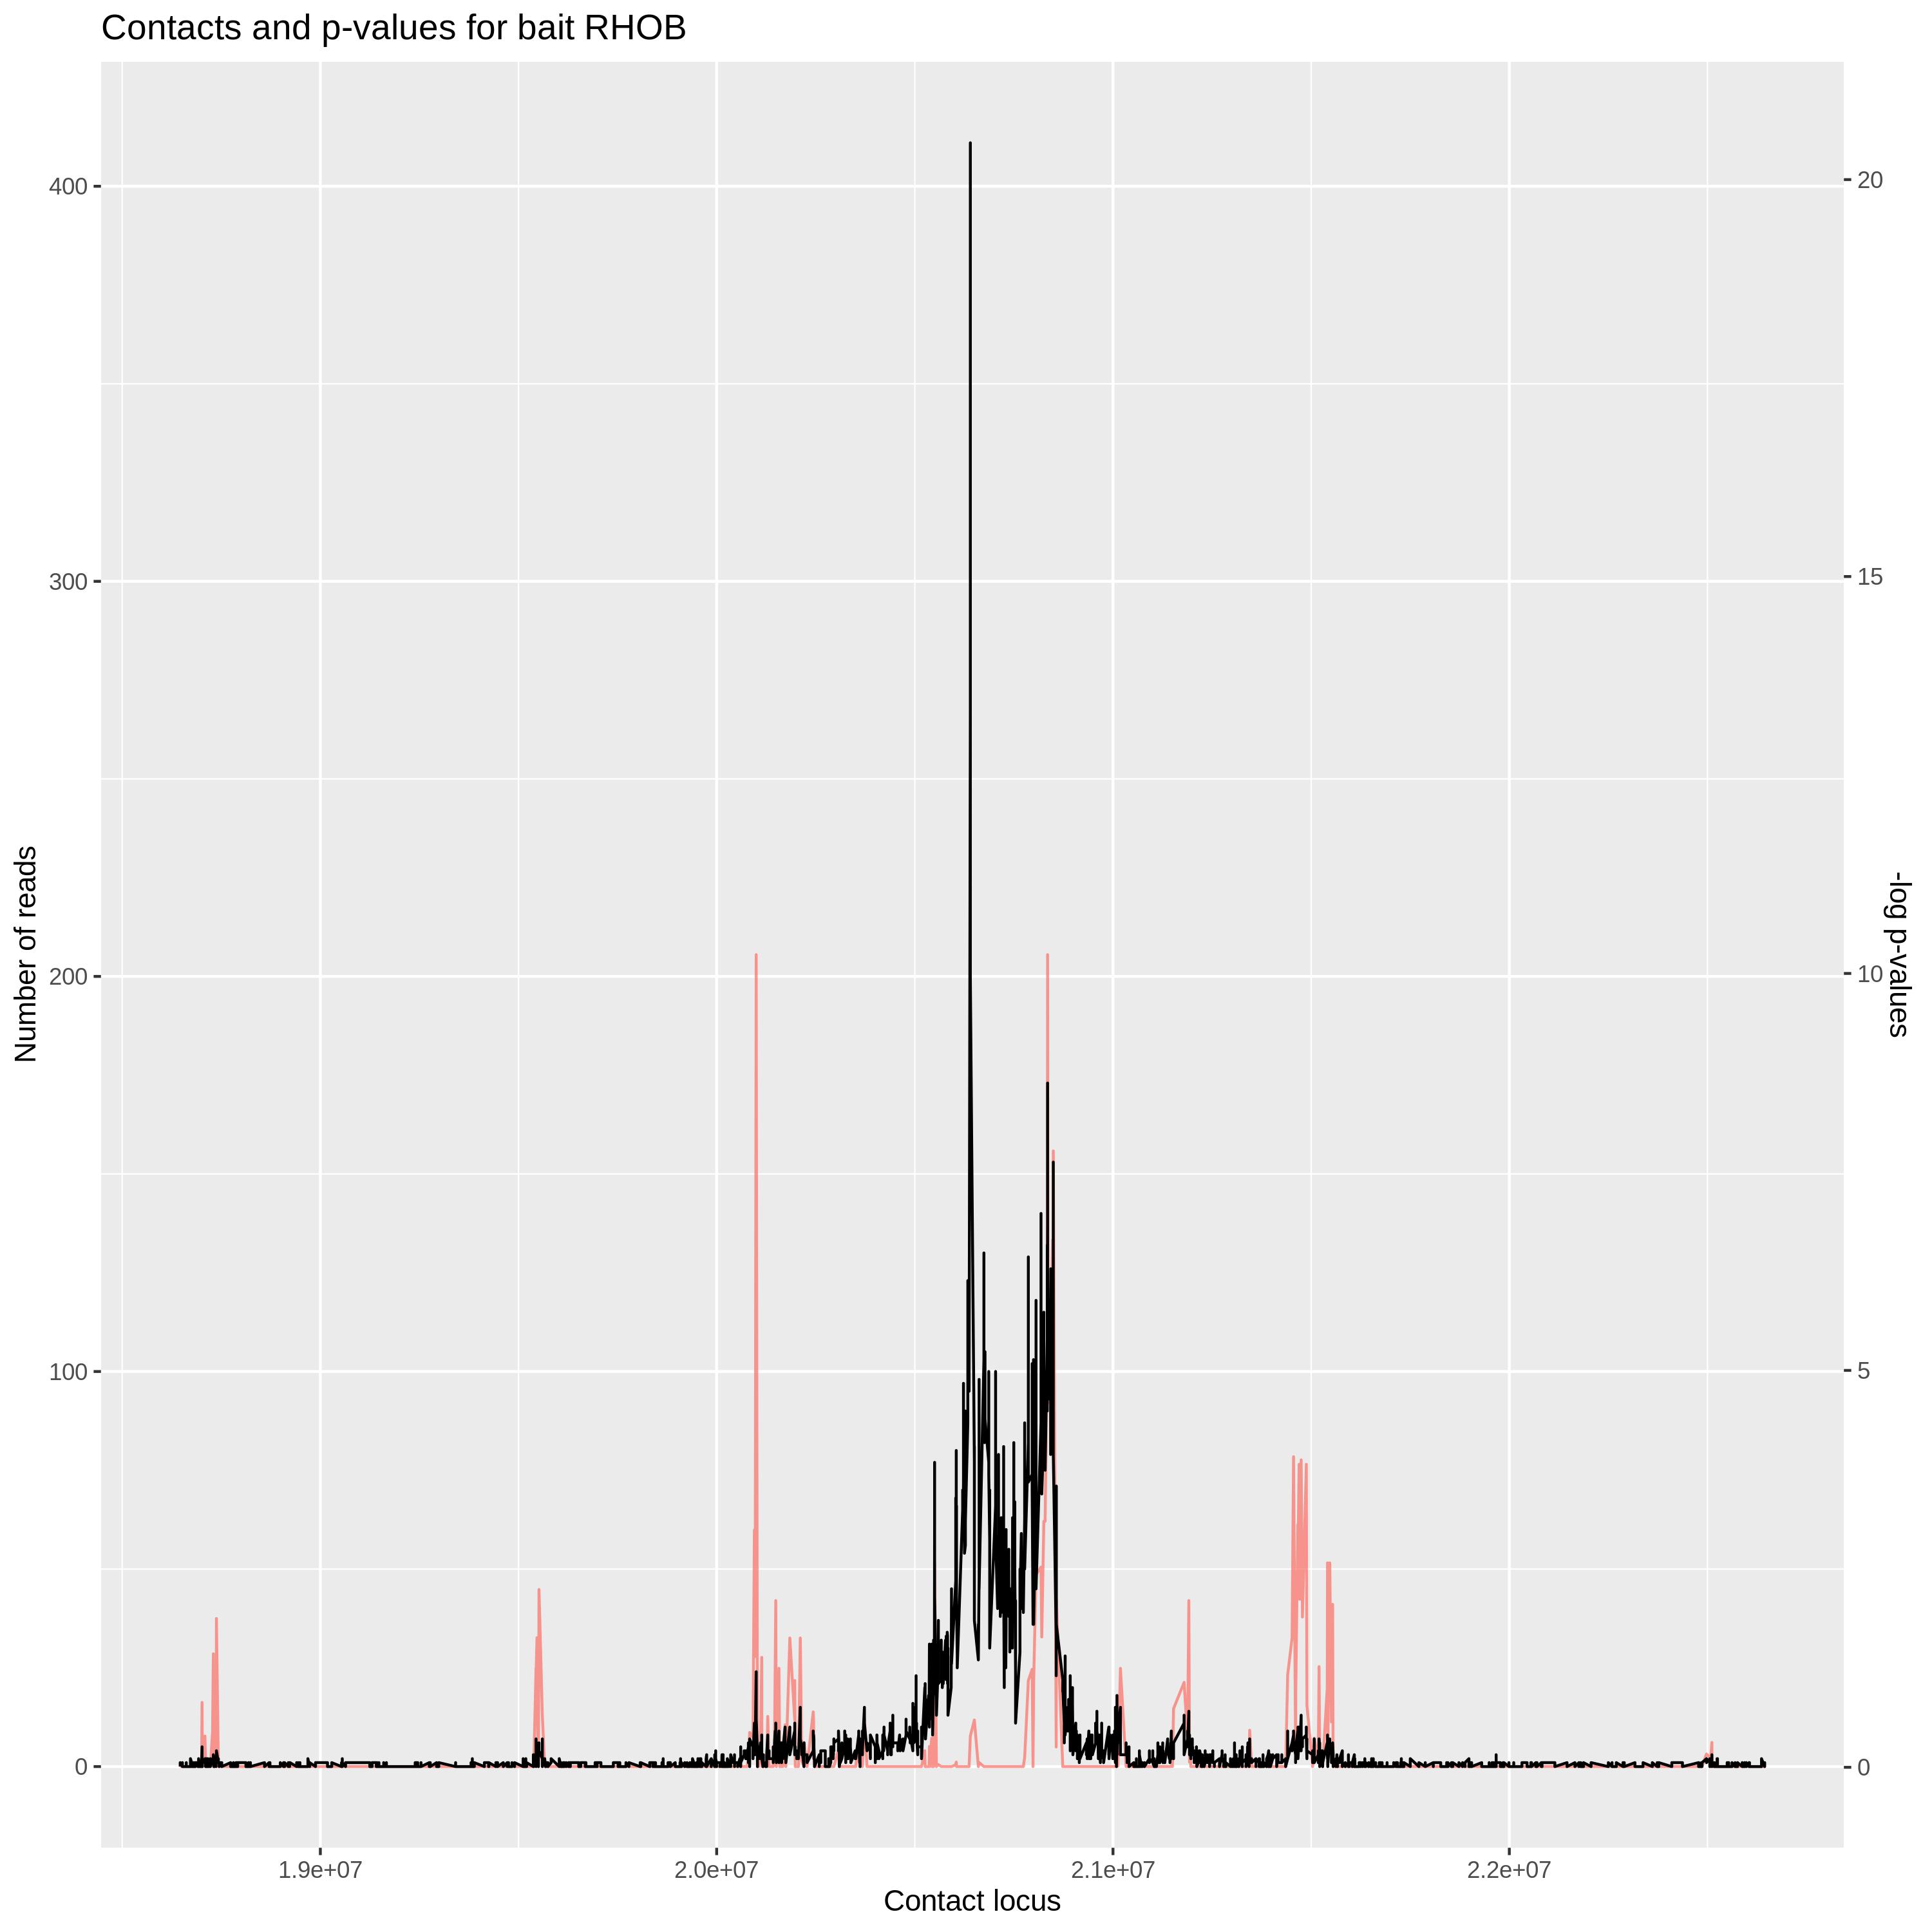 Contacts and p-values for bait RHOB
400
300
200
100
0
Number of reads
20
15
10
5
0
-log p-values
1.9e+07
2.0e+07
2.1e+07
2.2e+07
Contact locus